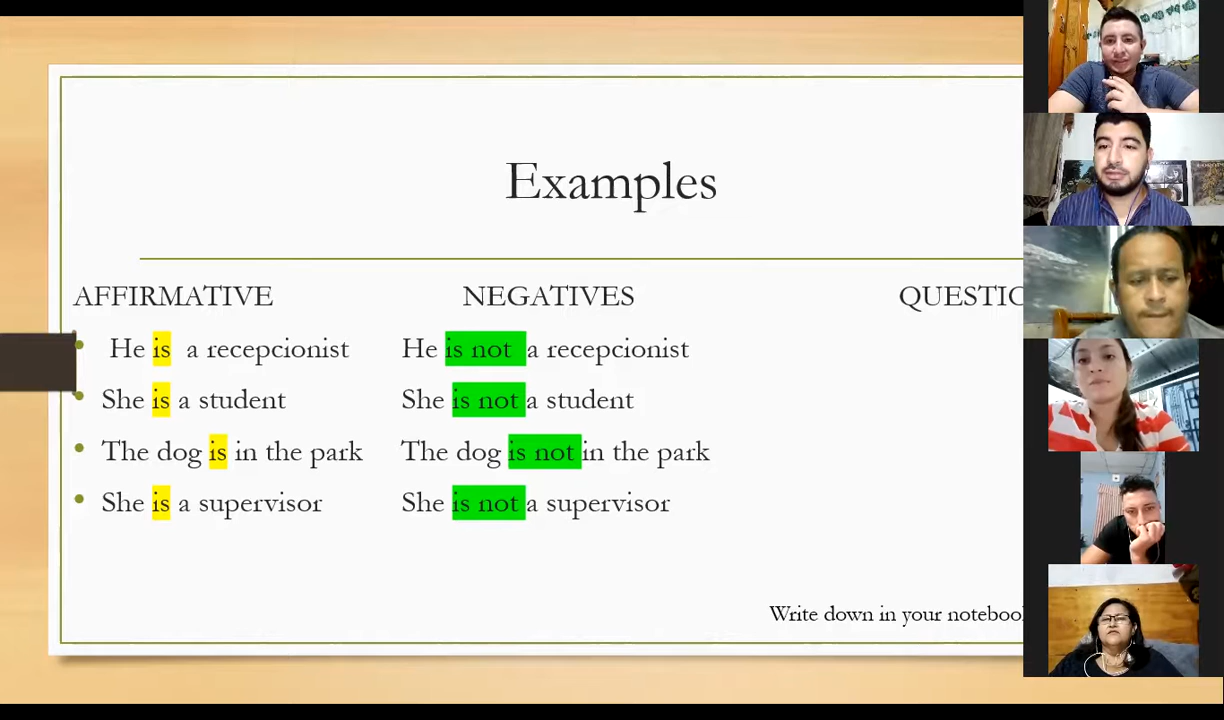 Examples
AFFIRMATIVE NEGATIVES QUESTIO
He is a recepcionist He is not a recepcionist
She is a student She is not a student
The dog is in the park The dog is not in the park
She is a supervisor She is not a supervisor
Write down in your noteboo